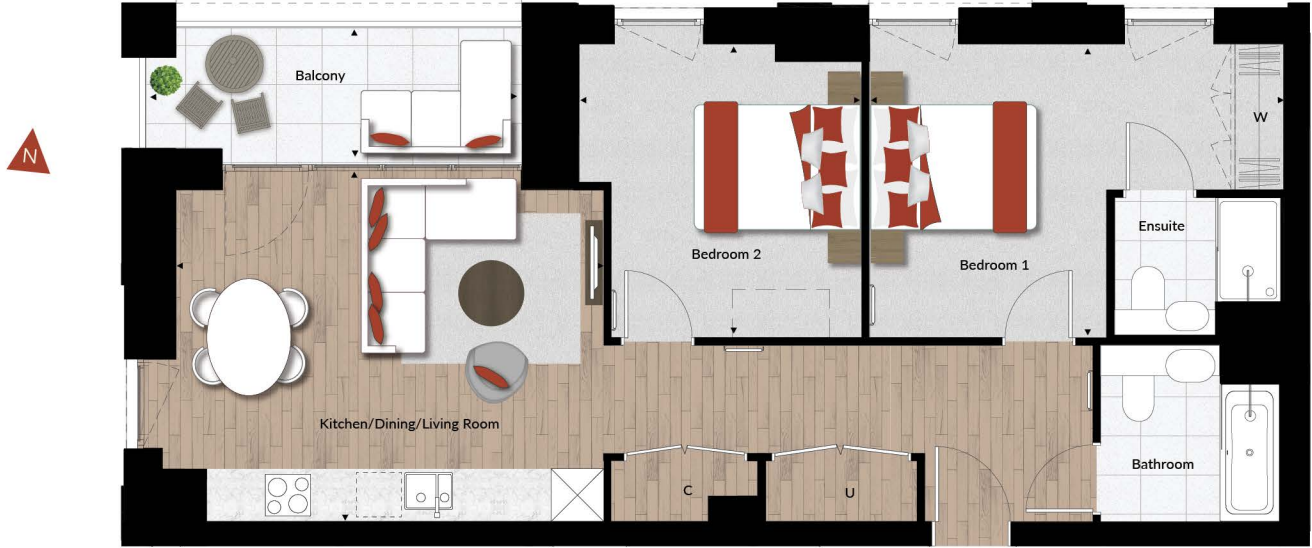 Balcony
N
W
Ensuite
Bedroom 2
Bedroom 1
Kitchen/Dining/Living Room
C
U
Bathroom